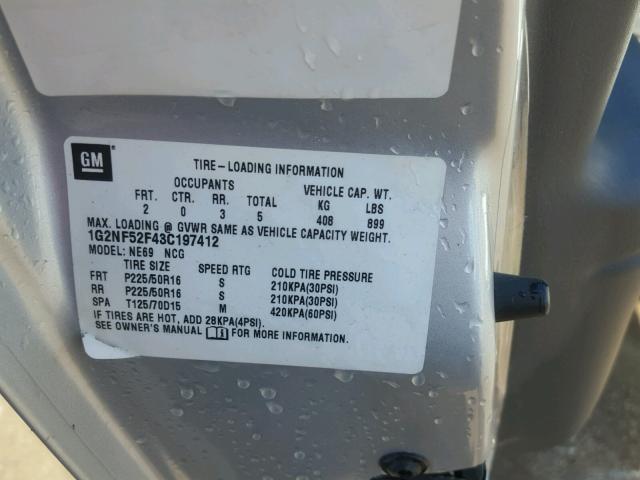 GM
TIRE-LOADING INFORMATION
OCCUPANTS VEHICLE CAP. WT.
FRT. CTR. RR. TOTAL KG LBS
2 0 3 5 408 899
MAX. LOADING @ GVWR SAME AS VEHICLE CAPACITY WEIGHT.
1G2NF52F43C197412
MODEL: NE69 NCG
TIRE SIZE SPEED RTG COLD TIRE PRESSURE
FRT P225/50R16 S 210KPA(30PSI)
RR P225/50R16 S 210KPA(30PSI)
SPA T125/70D15 M 420KPA(60PSI)
IF TIRES ARE HOT, ADD 28KPA(4PSI).
SEE OWNER'S MANUAL i FOR MORE INFORMATION.